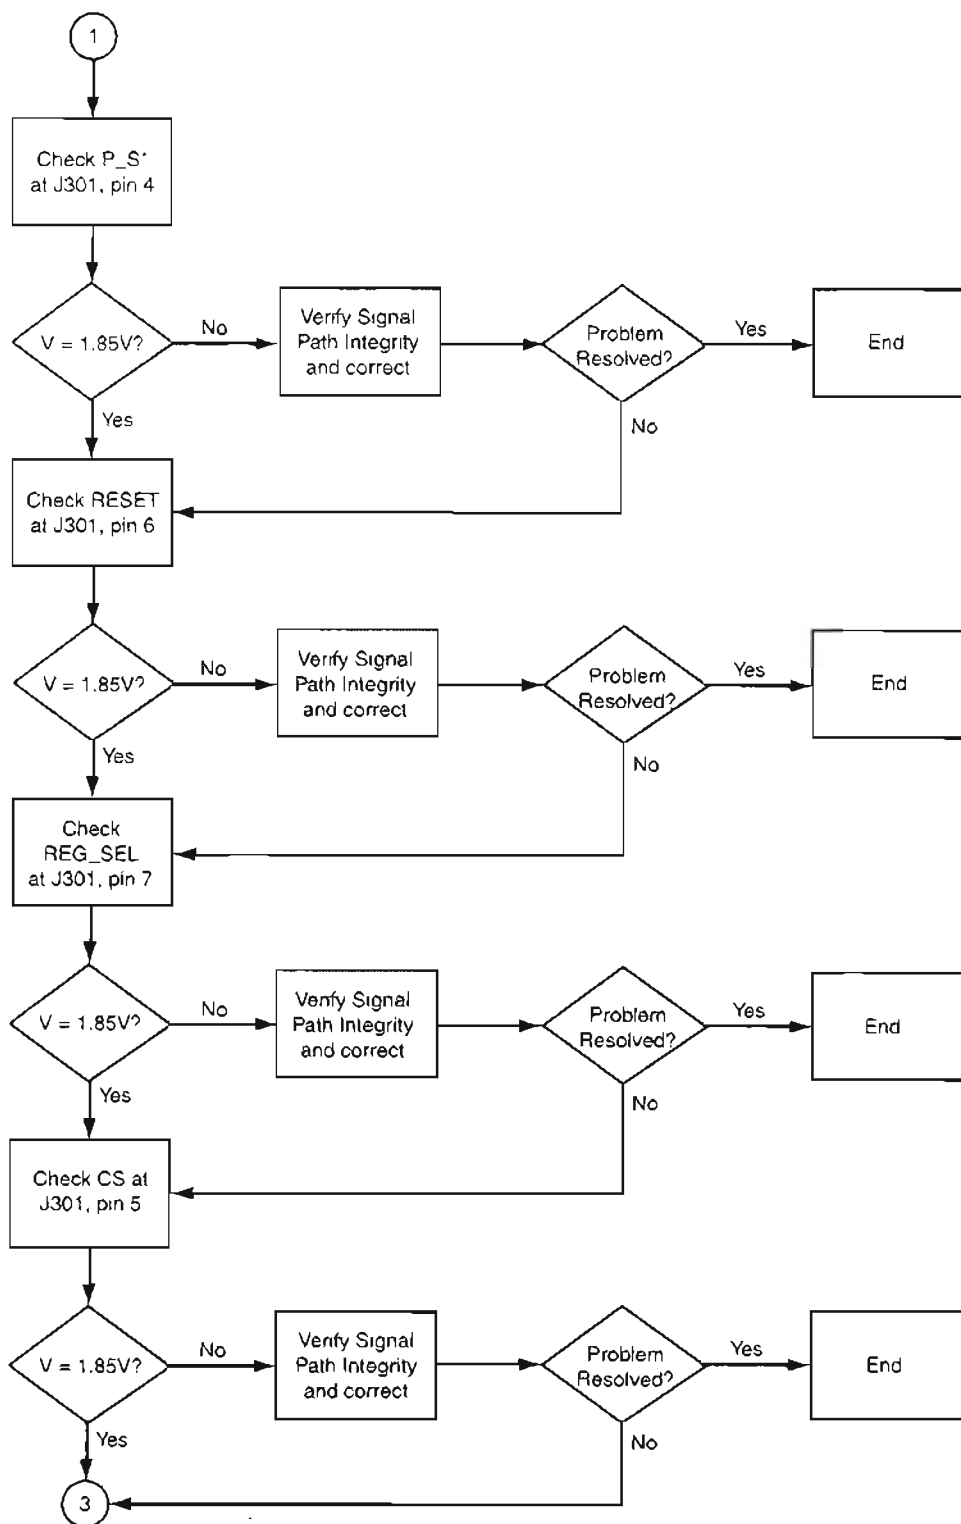 1
Check P_S*
at J301, pin 4
V = 1.85V?
No
Verify Signal
Path Integrity
and correct
Problem
Resolved?
Yes
End
Yes
No
Check RESET
at J301, pin 6
V = 1.85V?
No
Verify Signal
Path Integrity
and correct
Problem
Resolved?
Yes
End
Yes
No
Check
REG_SEL
at J301, pin 7
V = 1.85V?
No
Verify Signal
Path Integrity
and correct
Problem
Resolved?
Yes
End
Yes
No
Check CS at
J301, pin 5
V = 1.85V?
No
Verify Signal
Path Integrity
and correct
Problem
Resolved?
Yes
End
Yes
No
3